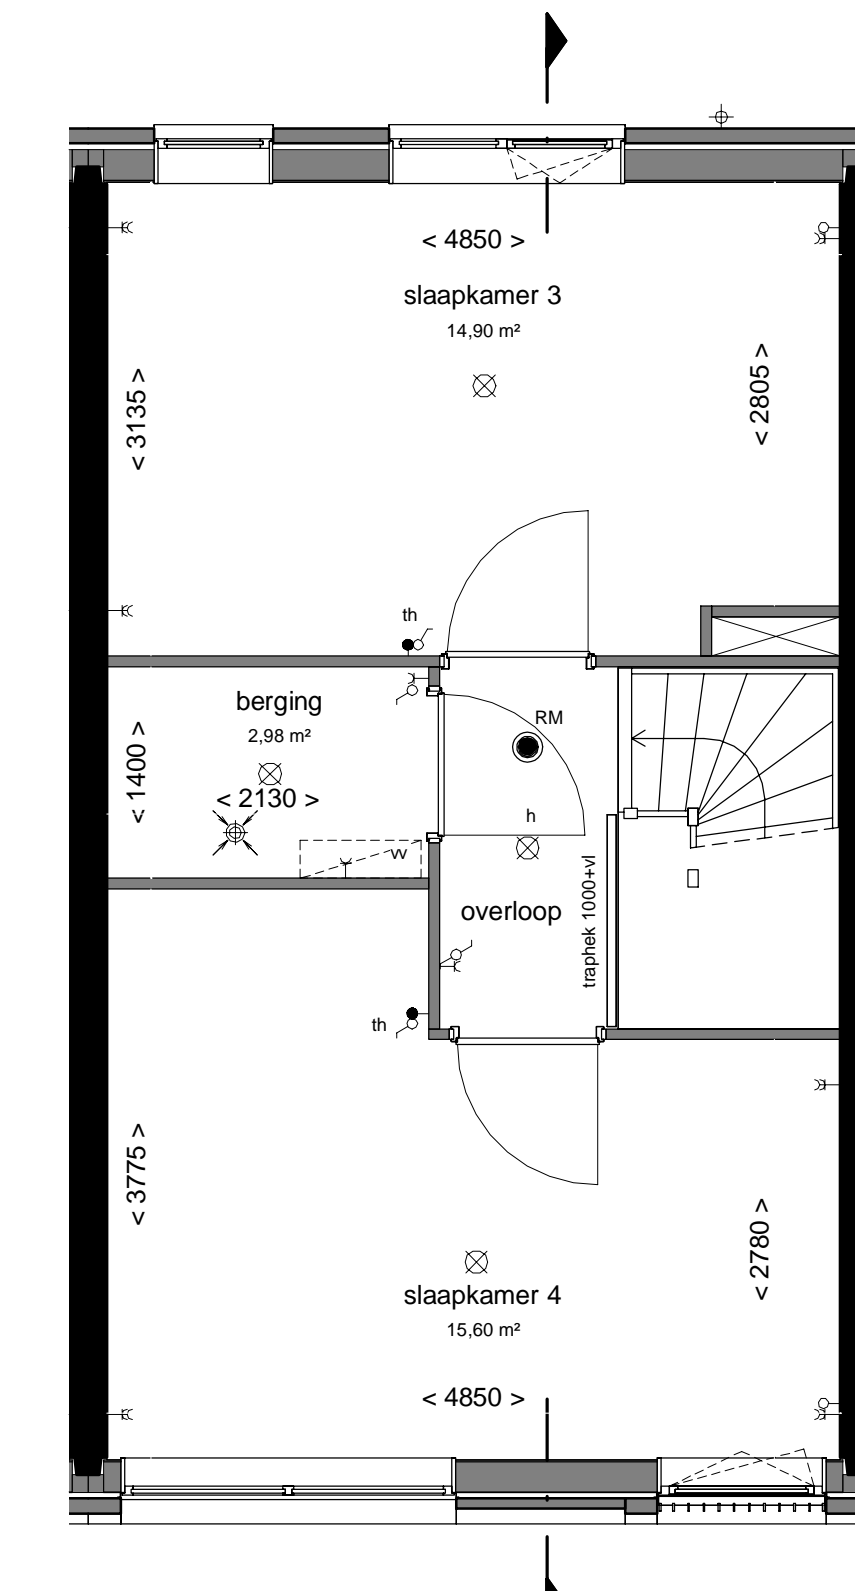 < 4850 >
slaapkamer 3
14,90 m²
< 3135 >
< 2805 >
th
berging
2,98 m²
< 1400 >
< 2130 >
RM
h
overloop
traphek 1000+vl
th
< 3775 >
< 2780 >
slaapkamer 4
15,60 m²
< 4850 >